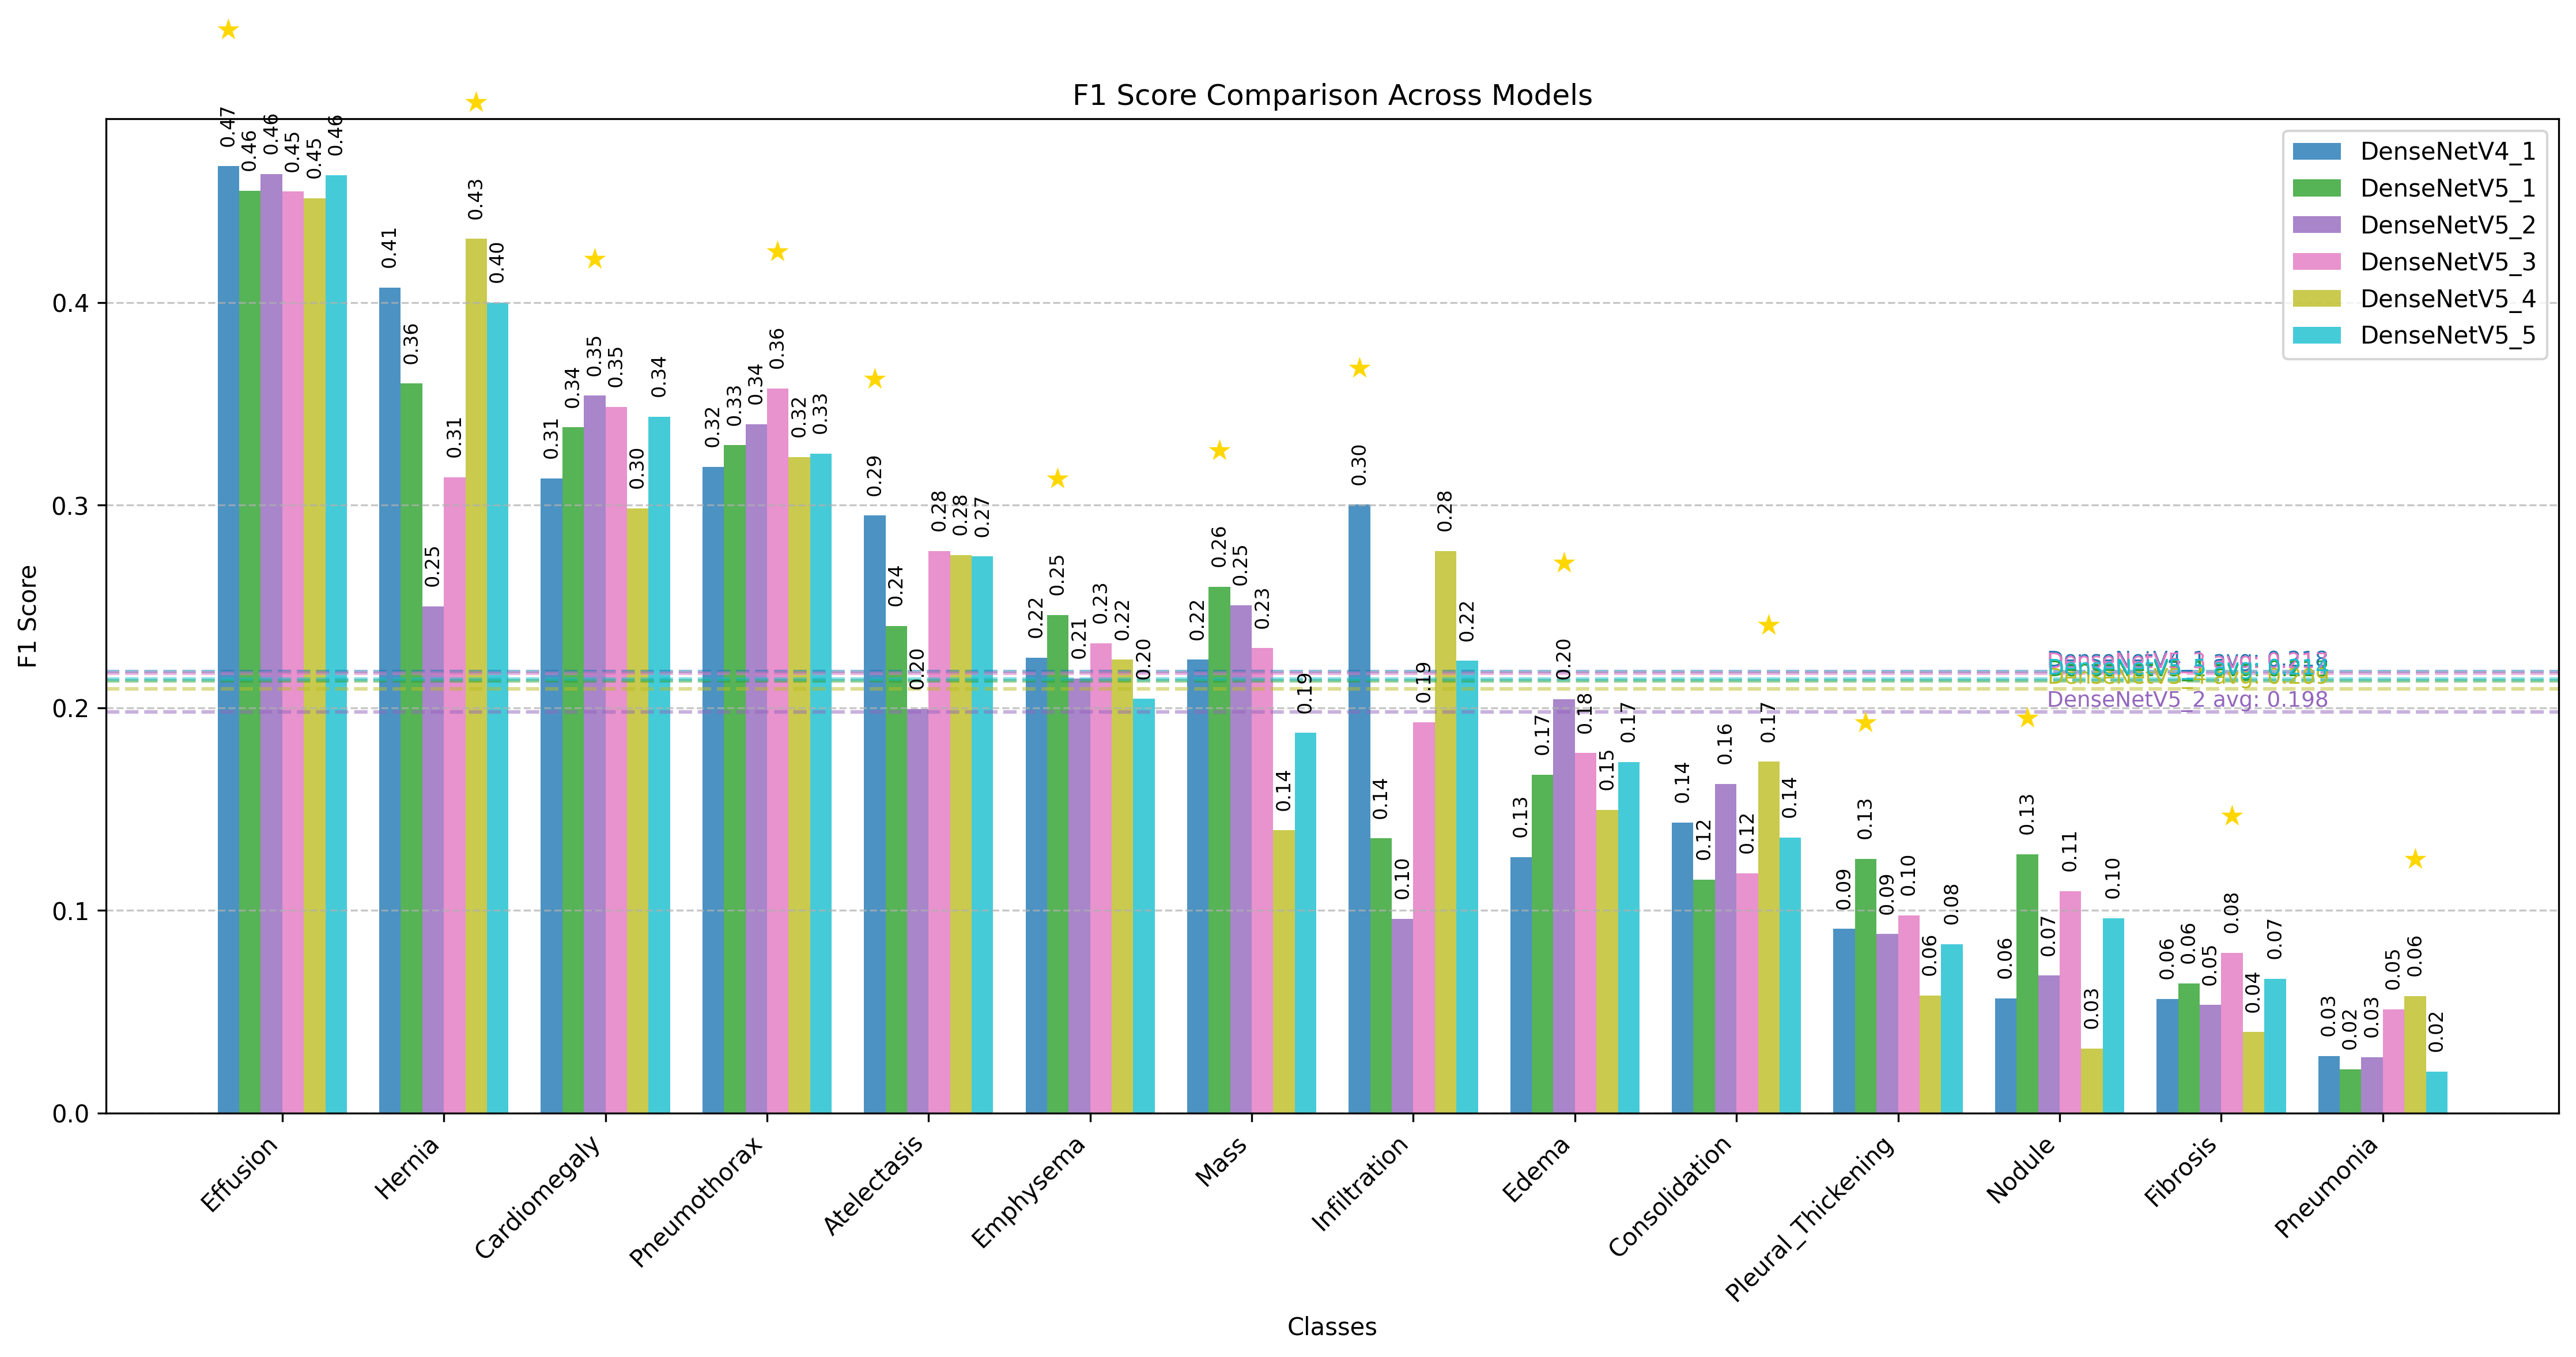 F1 Score Comparison Across Models
DenseNetV4_1
DenseNetV5_1
DenseNetV5_2
DenseNetV5_3
DenseNetV5_4
DenseNetV5_5
F1 Score
0.4
0.3
0.2
0.1
0.0
0.47 0.46 0.46 0.45 0.45 0.46
0.41 0.36 0.25 0.31 0.43 0.40
0.31 0.34 0.35 0.35 0.30 0.34
0.32 0.33 0.34 0.36 0.32 0.33
0.29 0.24 0.20 0.28 0.28 0.27
0.22 0.25 0.21 0.23 0.22 0.20
0.22 0.26 0.25 0.23 0.14 0.19
0.30 0.14 0.10 0.19 0.28 0.22
0.13 0.17 0.20 0.18 0.15 0.17
0.14 0.12 0.16 0.12 0.17 0.14
0.09 0.13 0.09 0.10 0.06 0.08
0.06 0.13 0.07 0.11 0.03 0.10
0.06 0.06 0.05 0.08 0.04 0.07
0.03 0.02 0.03 0.05 0.06 0.02
DenseNetV4_1 avg: 0.218
DenseNetV5_2 avg: 0.198
Effusion
Hernia
Cardiomegaly
Pneumothorax
Atelectasis
Emphysema
Mass
Infiltration
Edema
Consolidation
Pleural_Thickening
Nodule
Fibrosis
Pneumonia
Classes